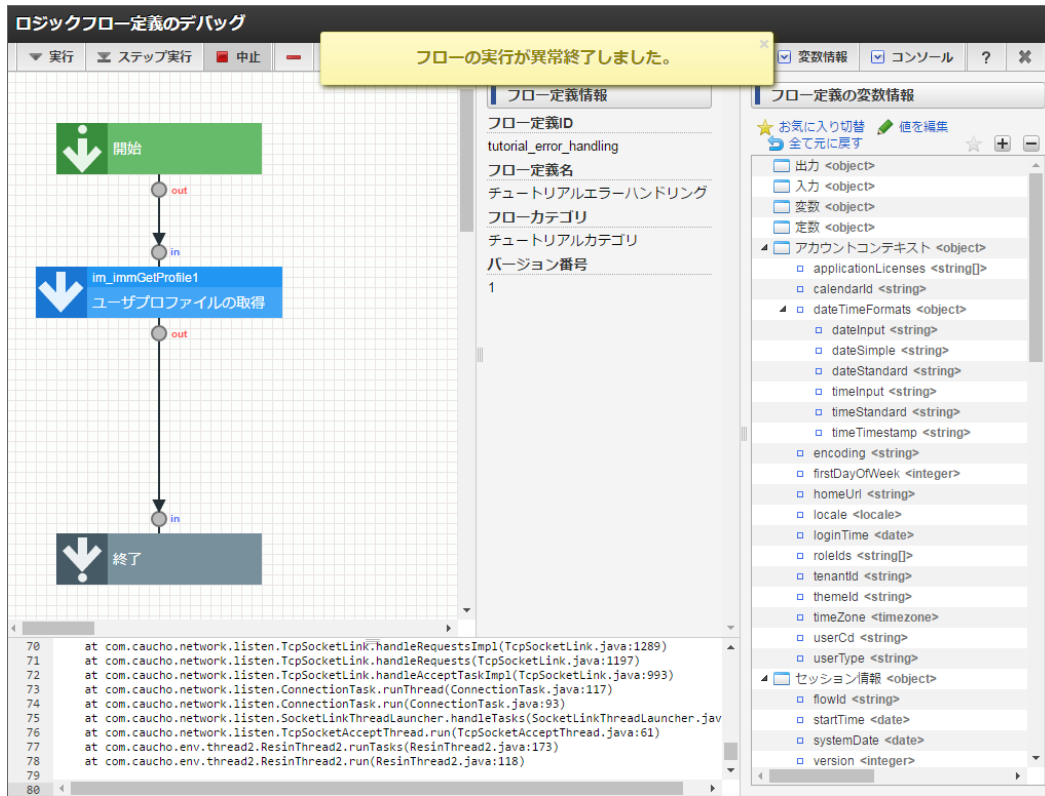 ロジックフロー定義のデバッグ
実行 ステップ実行 中止
フローの実行が異常終了しました。
×
変数情報 コンソール ?
開始
out
in
im_immGetProfile1
ユーザプロファイルの取得
out
in
終了
フロー定義情報
フロー定義ID
tutorial_error_handling
フロー定義名
チュートリアルエラーハンドリング
フローカテゴリ
チュートリアルカテゴリ
バージョン番号
1
フロー定義の変数情報
お気に入り切替 値を編集
全て元に戻す
出力 <object>
入力 <object>
変数 <object>
定数 <object>
アカウントコンテキスト <object>
applicationLicenses <string[]>
calendarId <string>
dateTimeFormats <object>
dateInput <string>
dateSimple <string>
dateStandard <string>
timeInput <string>
timeStandard <string>
timeTimestamp <string>
encoding <string>
firstDayOfWeek <integer>
homeUrl <string>
locale <locale>
loginTime <date>
roleIds <string[]>
tenantId <string>
themeId <string>
timeZone <timezone>
userCd <string>
userType <string>
セッション情報 <object>
flowId <string>
startTime <date>
systemDate <date>
version <integer>
70 at com.caucho.network.listen.TcpSocketLink.handleRequestsImpl(TcpSocketLink.java:1289)
71 at com.caucho.network.listen.TcpSocketLink.handleRequests(TcpSocketLink.java:1197)
72 at com.caucho.network.listen.TcpSocketLink.handleAcceptTaskImpl(TcpSocketLink.java:993)
73 at com.caucho.network.listen.ConnectionTask.runThread(ConnectionTask.java:117)
74 at com.caucho.network.listen.ConnectionTask.run(ConnectionTask.java:93)
75 at com.caucho.network.listen.SocketLinkThreadLauncher.handleTasks(SocketLinkThreadLauncher.jav
76 at com.caucho.network.listen.TcpSocketAcceptThread.run(TcpSocketAcceptThread.java:61)
77 at com.caucho.env.thread2.ResinThread2.runTasks(ResinThread2.java:173)
78 at com.caucho.env.thread2.ResinThread2.run(ResinThread2.java:118)
79
80